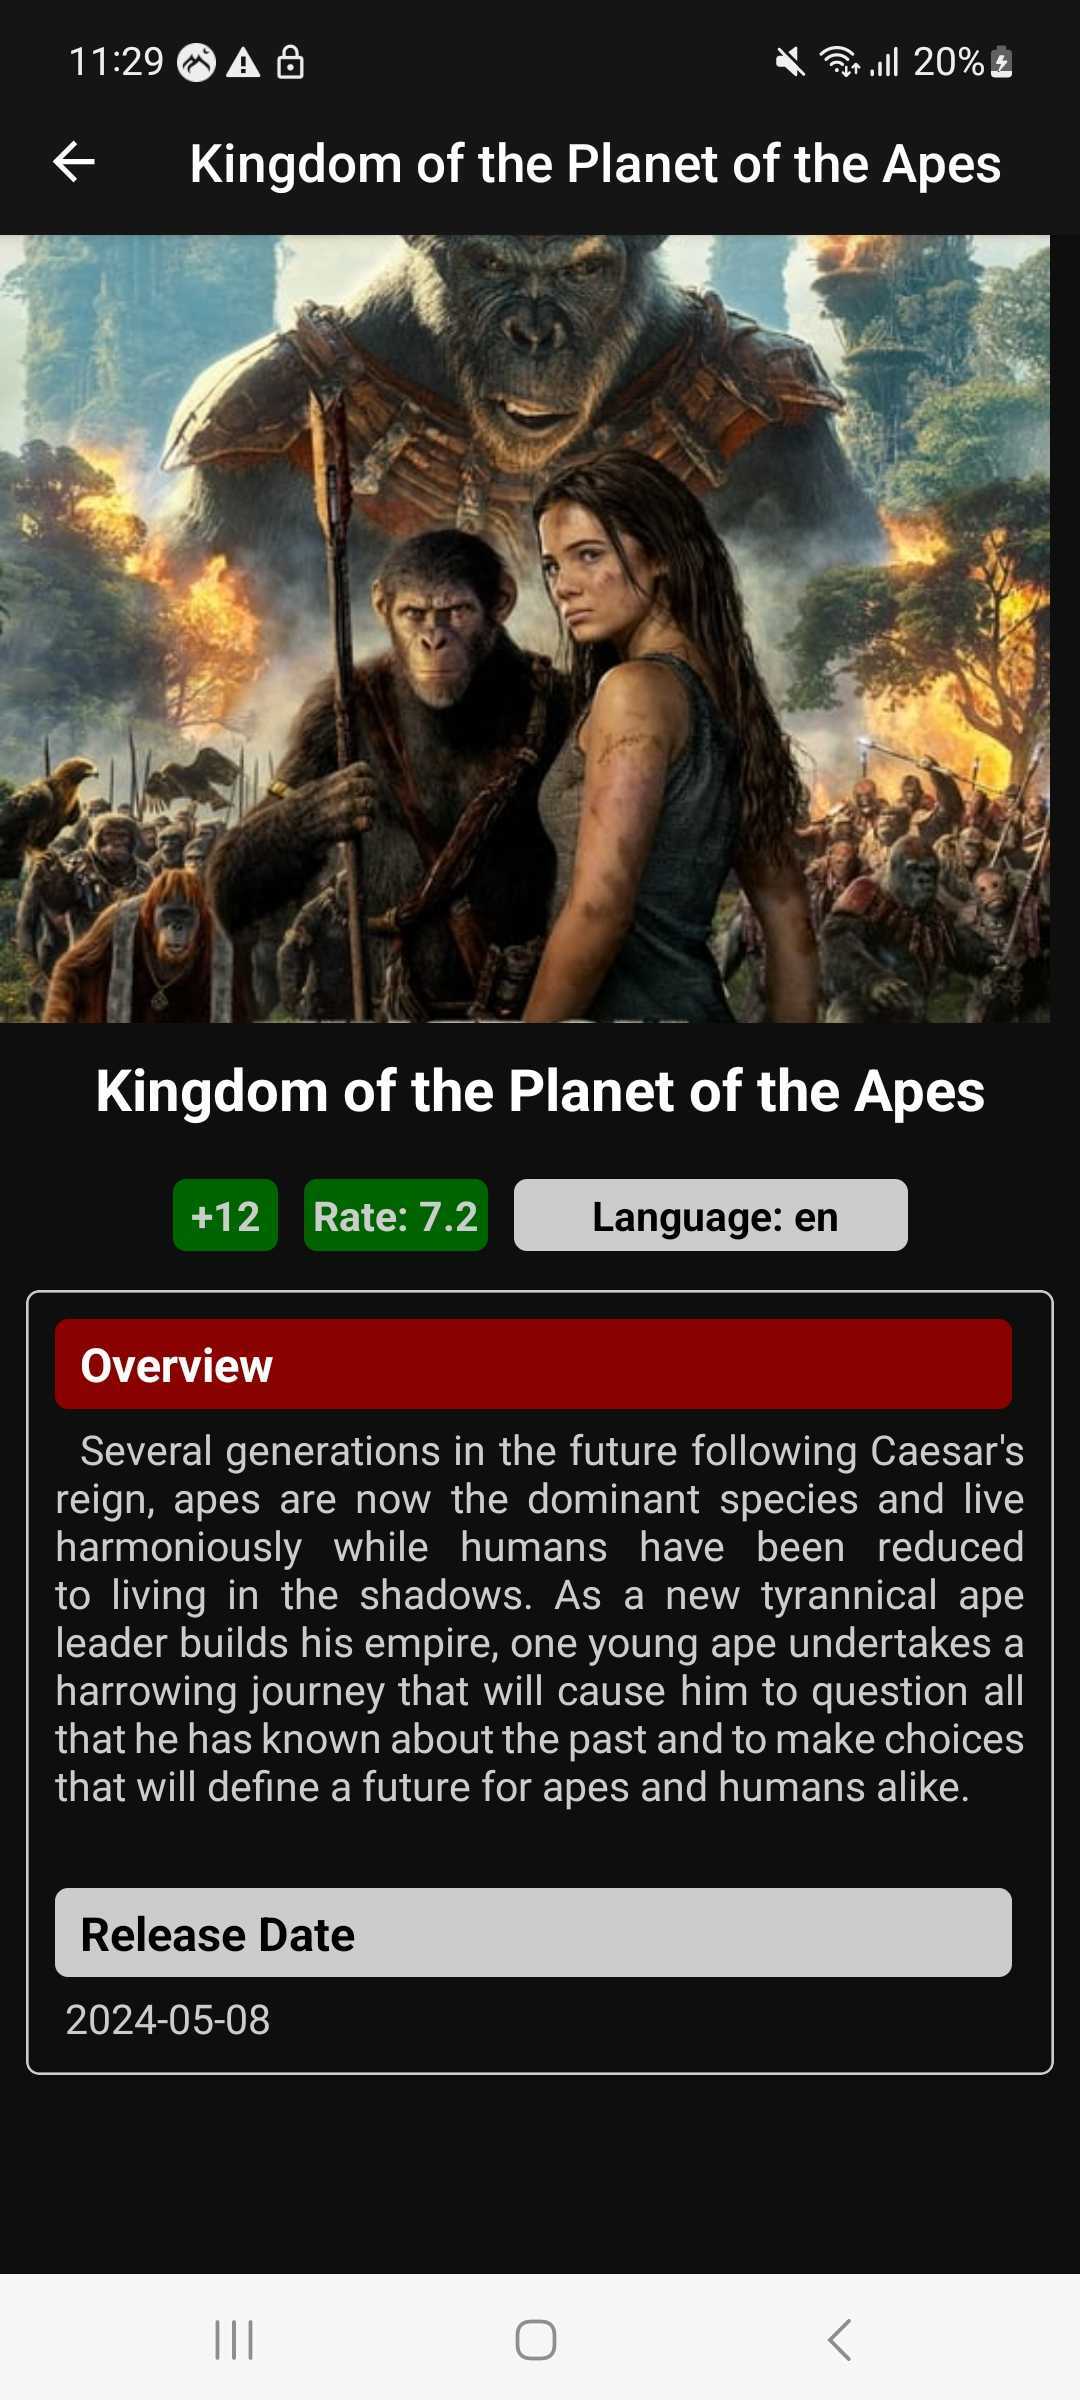 11:29 20%
Kingdom of the Planet of the Apes
Kingdom of the Planet of the Apes
+12 Rate: 7.2 Language: en
Overview
Several generations in the future following Caesar's
reign, apes are now the dominant species and live
harmoniously while humans have been reduced
to living in the shadows. As a new tyrannical ape
leader builds his empire, one young ape undertakes a
harrowing journey that will cause him to question all
that he has known about the past and to make choices
that will define a future for apes and humans alike.
Release Date
2024-05-08